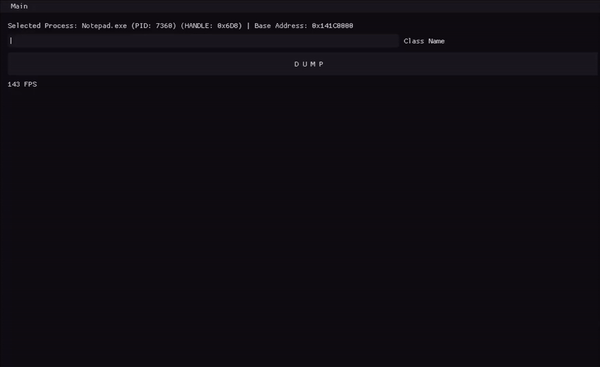 Main
Selected Process: Notepad.exe (PID: 7360) (HANDLE: 0x6D8) | Base Address: 0x141C0000
Class Name
D U M P
143 FPS